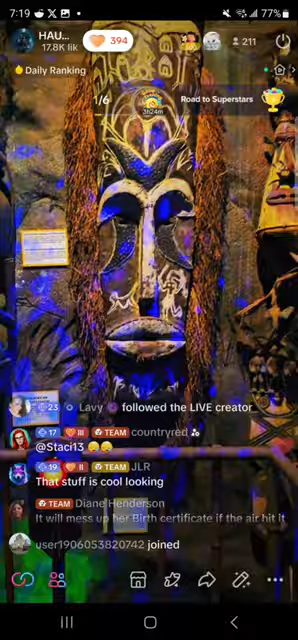 7:19
77%
HAU...
17.8K lik
394
211
Daily Ranking
1/6
3h24m
Road to Superstars
23 Lavy followed the LIVE creator
17 III TEAM countryred
@Staci13
19 II TEAM JLR
That stuff is cool looking
TEAM Diane Henderson
It will mess up her Birth certificate if the air hit it
user1906053820742 joined